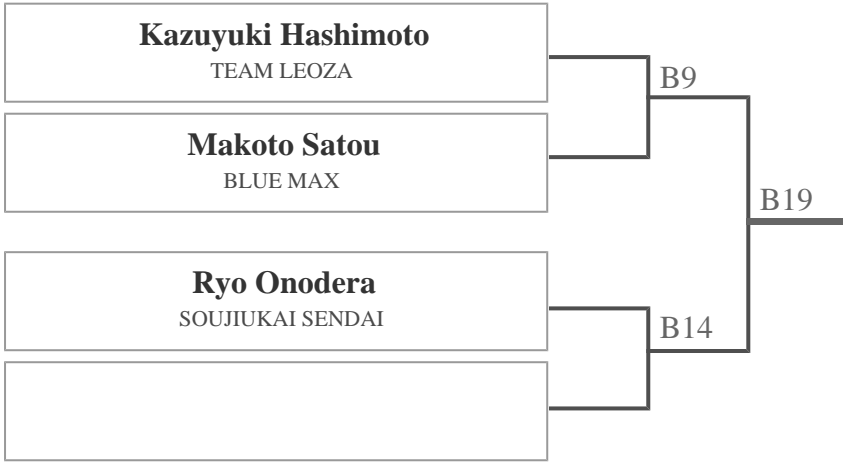 Kazuyuki Hashimoto
TEAM LEOZA
B9
Makoto Satou
BLUE MAX
B19
Ryo Onodera
SOUJIUKAI SENDAI
B14